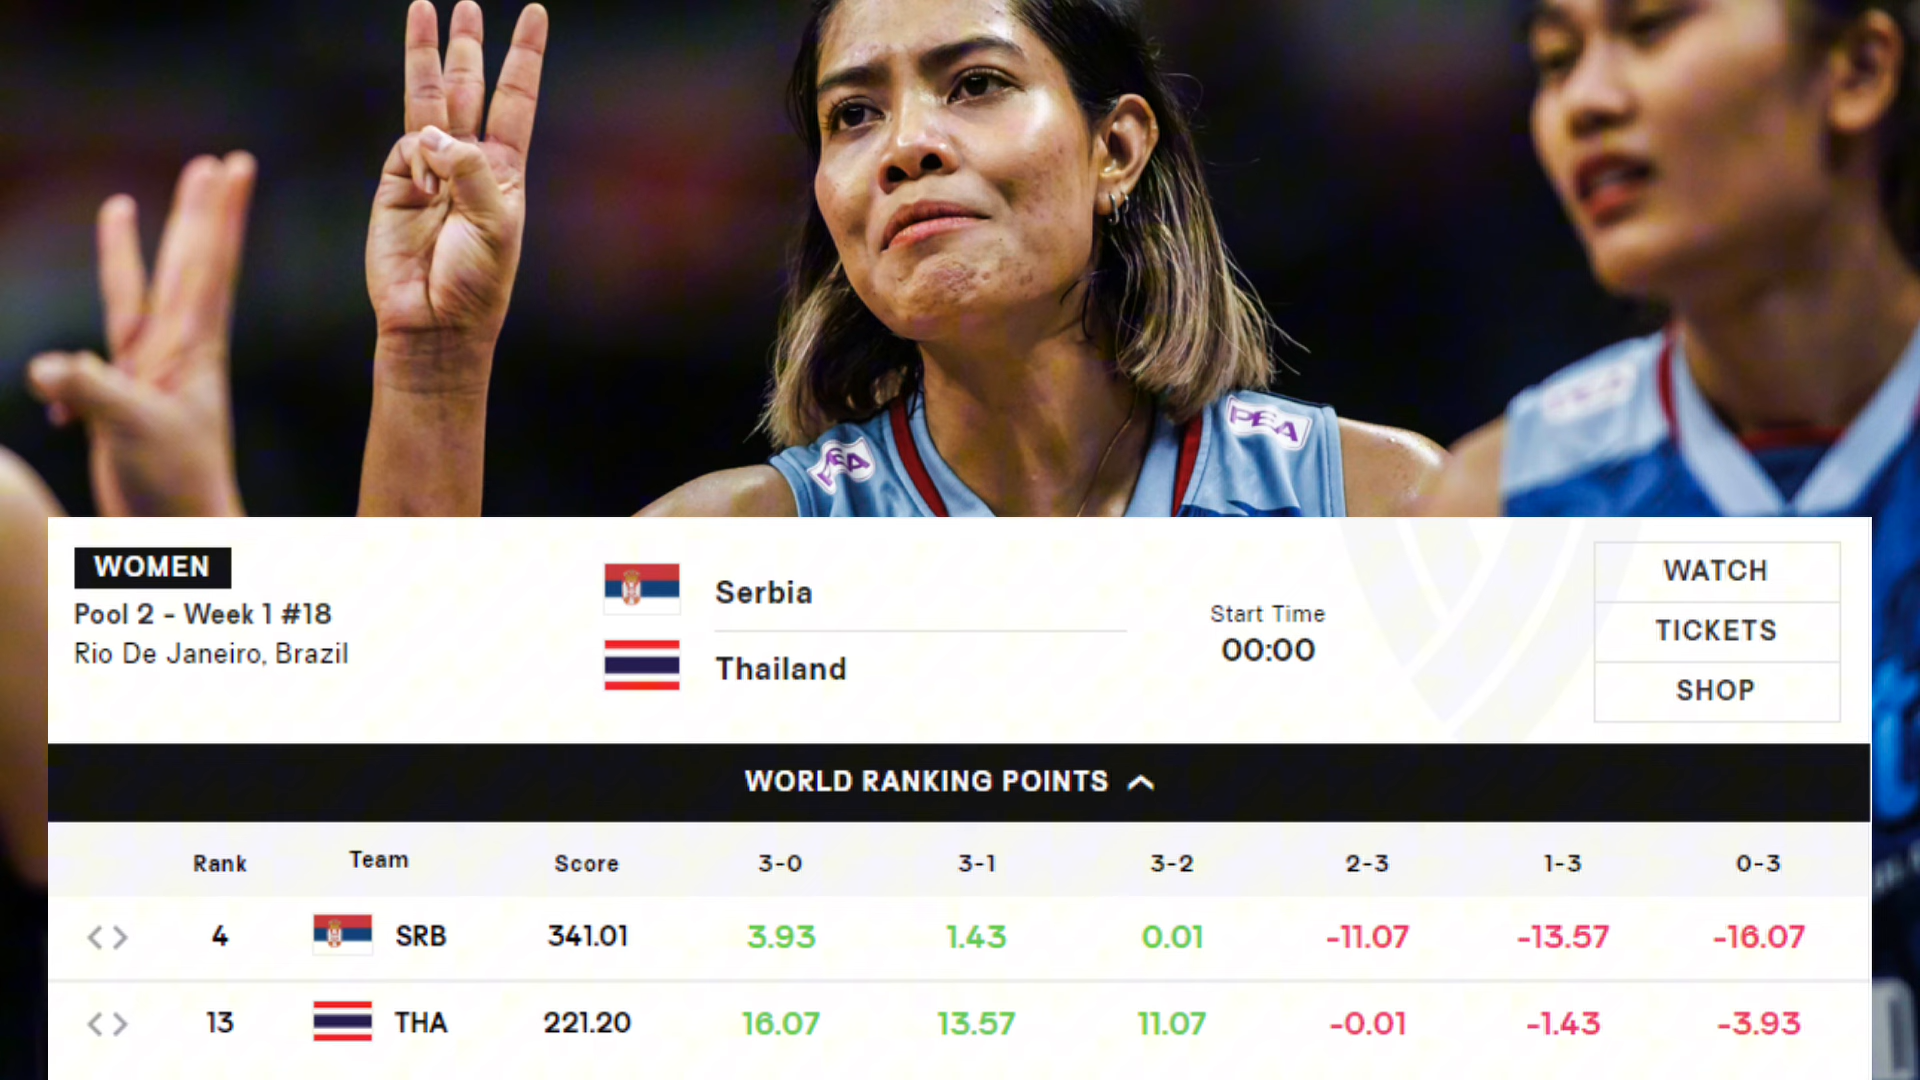 PEA
PEA
WOMEN
Pool 2 - Week 1 #18
Rio De Janeiro, Brazil
Serbia
Thailand
Start Time
00:00
WATCH
TICKETS
SHOP
WORLD RANKING POINTS
Rank Team Score 3-0 3-1 3-2 2-3 1-3 0-3
4 SRB 341.01 3.93 1.43 0.01 -11.07 -13.57 -16.07
13 THA 221.20 16.07 13.57 11.07 -0.01 -1.43 -3.93